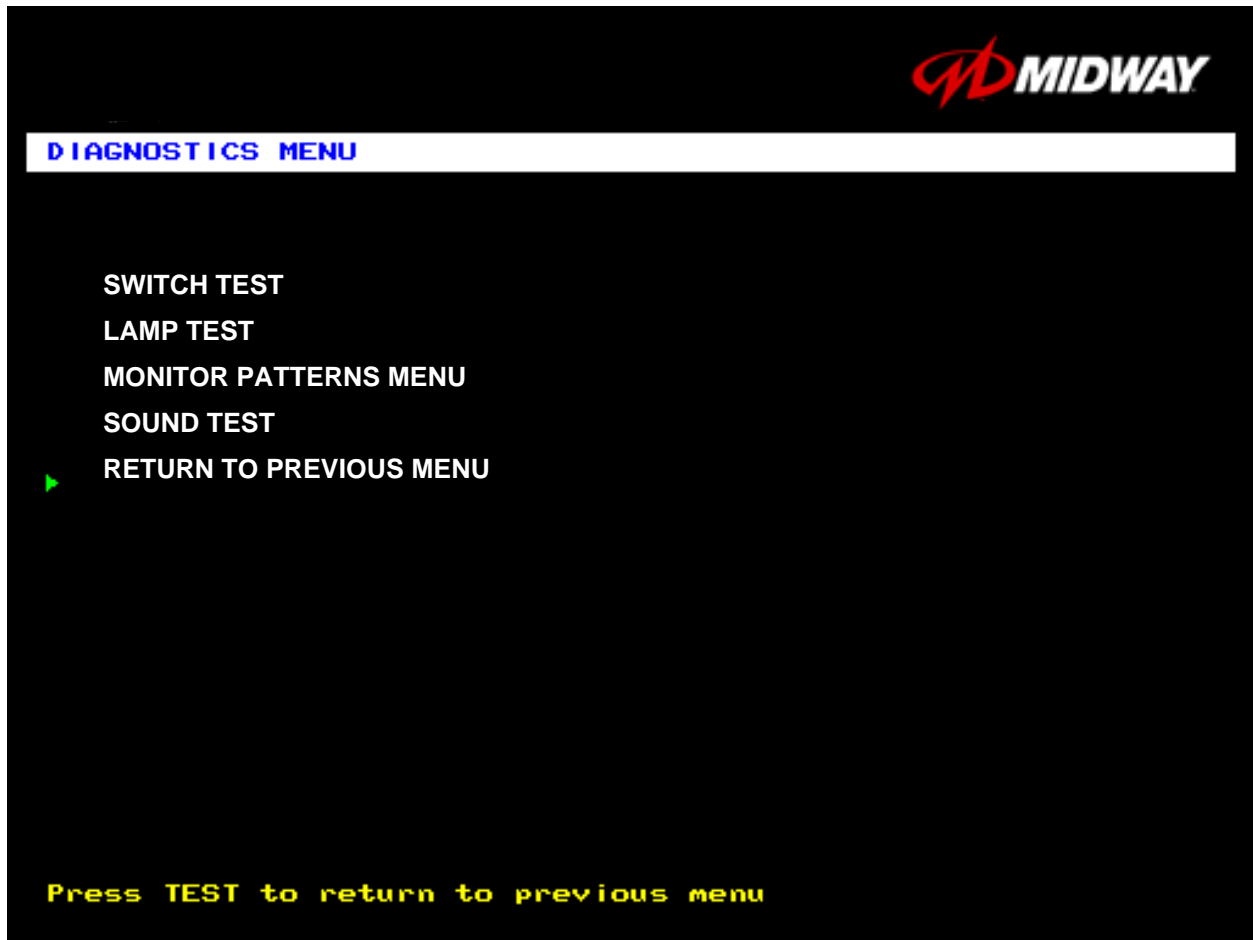 MIDWAY
DIAGNOSTICS MENU
SWITCH TEST
LAMP TEST
MONITOR PATTERNS MENU
SOUND TEST
RETURN TO PREVIOUS MENU
Press TEST to return to previous menu